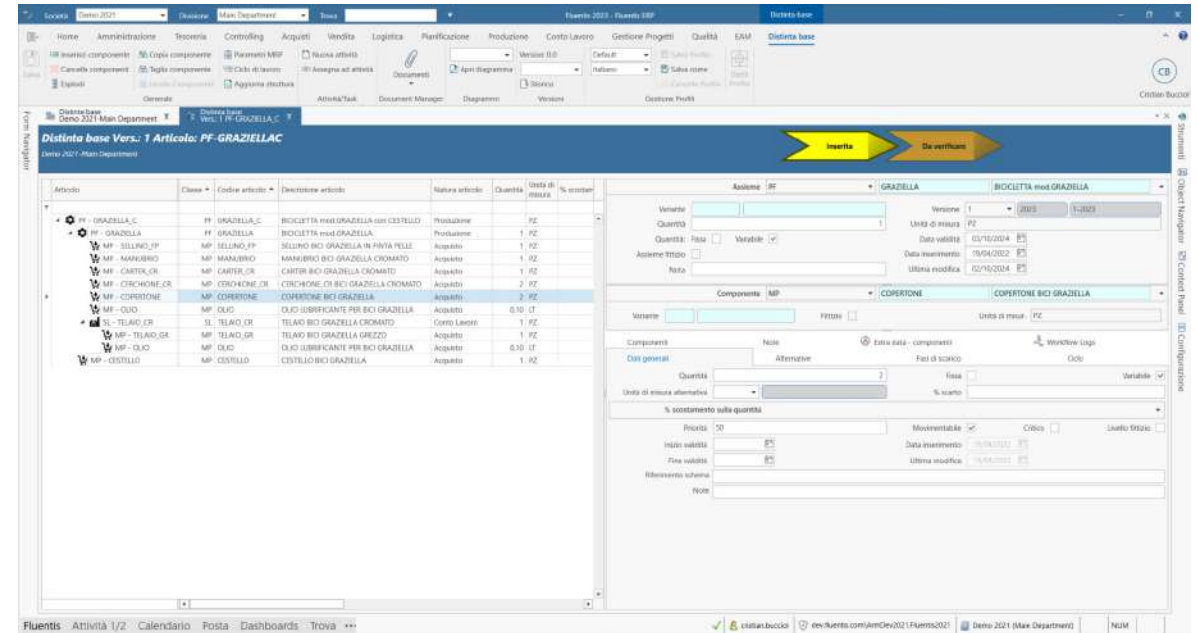 Società Demo 2021 Divisione Main Department Trova Fluentis 2023 - Fluentis ERP Distinta base
Home Amministrazione Tesoreria Controlling Acquisti Vendita Logistica Pianificazione Produzione Conto Lavoro Gestione Progetti Qualità EAM Distinta base
Inserisci componente Copia componente Parametri MRP Nuova attività Versioni 0.0 Default
Cancella componenti Taglia componente Ciclo di lavoro Assegna ad attività Documenti Apri diagramma Italiano Salva nome
Esplodi Aggiorna struttura Storico
Generale Attività/Task Document Manager Diagramm Versioni Gestione Profili
CB
Cristian Buccioi
Form Navigator
Distinta base
Demo 2021-Main Department
Distinta base
Vers.: 1 PF-GRAZIELLA_C
Distinta base Vers.: 1 Articolo: PF-GRAZIELLAC
Demo 2021-Main Department
Inserita Da verificare
Articolo Classe Codice articolo Descrizione articolo Natura articolo Quantità Unità di misura % scostam
PF - GRAZIELLA_C PF GRAZIELLA_C BICICLETTA mod.GRAZIELLA con CESTELLO Produzione PZ
PF - GRAZIELLA PF GRAZIELLA BICICLETTA mod.GRAZIELLA Produzione 1 PZ
MP - SELLINO_FP MP SELLINO_FP SELLINO BICI GRAZIELLA IN FINTA PELLE Acquisto 1 PZ
MP - MANUBRIO MP MANUBRIO MANUBRIO BICI GRAZIELLA CROMATO Acquisto 1 PZ
MP - CARTER_CR MP CARTER_CR CARTER BICI GRAZIELLA CROMATO Acquisto 2 PZ
MP - CERCHIONE_CR MP CERCHIONE_CR CERCHIONE_CR BICI GRAZIELLA CROMATO Acquisto 2 PZ
MP - COPERTONE MP COPERTONE COPERTONE BICI GRAZIELLA Acquisto 2 PZ
MP - OLIO MP OLIO OLIO LUBRIFICANTE PER BICI GRAZIELLA Acquisto 0,10 LT
SL - TELAIO_CR SL TELAIO_CR TELAIO BICI GRAZIELLA CROMATO Conto Lavoro 1 PZ
MP - TELAIO_GR MP TELAIO_GR TELAIO BICI GRAZIELLA GREZZO Acquisto 1 PZ
MP - OLIO MP OLIO OLIO LUBRIFICANTE PER BICI GRAZIELLA Acquisto 0,10 LT
MP - CESTELLO MP CESTELLO CESTELLO BICI GRAZIELLA Acquisto 1 PZ
Assieme PF GRAZIELLA BICICLETTA mod.GRAZIELLA
Variante Versione 1 2023 1-2023
Quantità 1 Unità di misura PZ
Quantità: Fissa Variabile Data validità 03/10/2024
Assieme fittizio Data inserimento 19/04/2022
Nota Ultima modifica 02/10/2024
Componente MP COPERTONE COPERTONE BICI GRAZIELLA
Variante Fittizio Unità di misur PZ
Componenti Note Extra data - componenti Workflow Logs
Dati generali Alternative Fasi di scarico Ciclo
Quantità 2 Fissa Variabile
Unità di misura alternativa % scarto
% scostamento sulla quantità
Priorità 50 Movimentabile Critico Livello fittizio
Inizio validità Data inserimento
Fine validità Ultima modifica
Riferimento schema
Note
Strumenti
Object Navigator
Context Panel
Configurazione
Fluentis Attività 1/2 Calendario Posta Dashboards Trova ••• cristian.buccioi Demo 2021 (Main Department) NUM